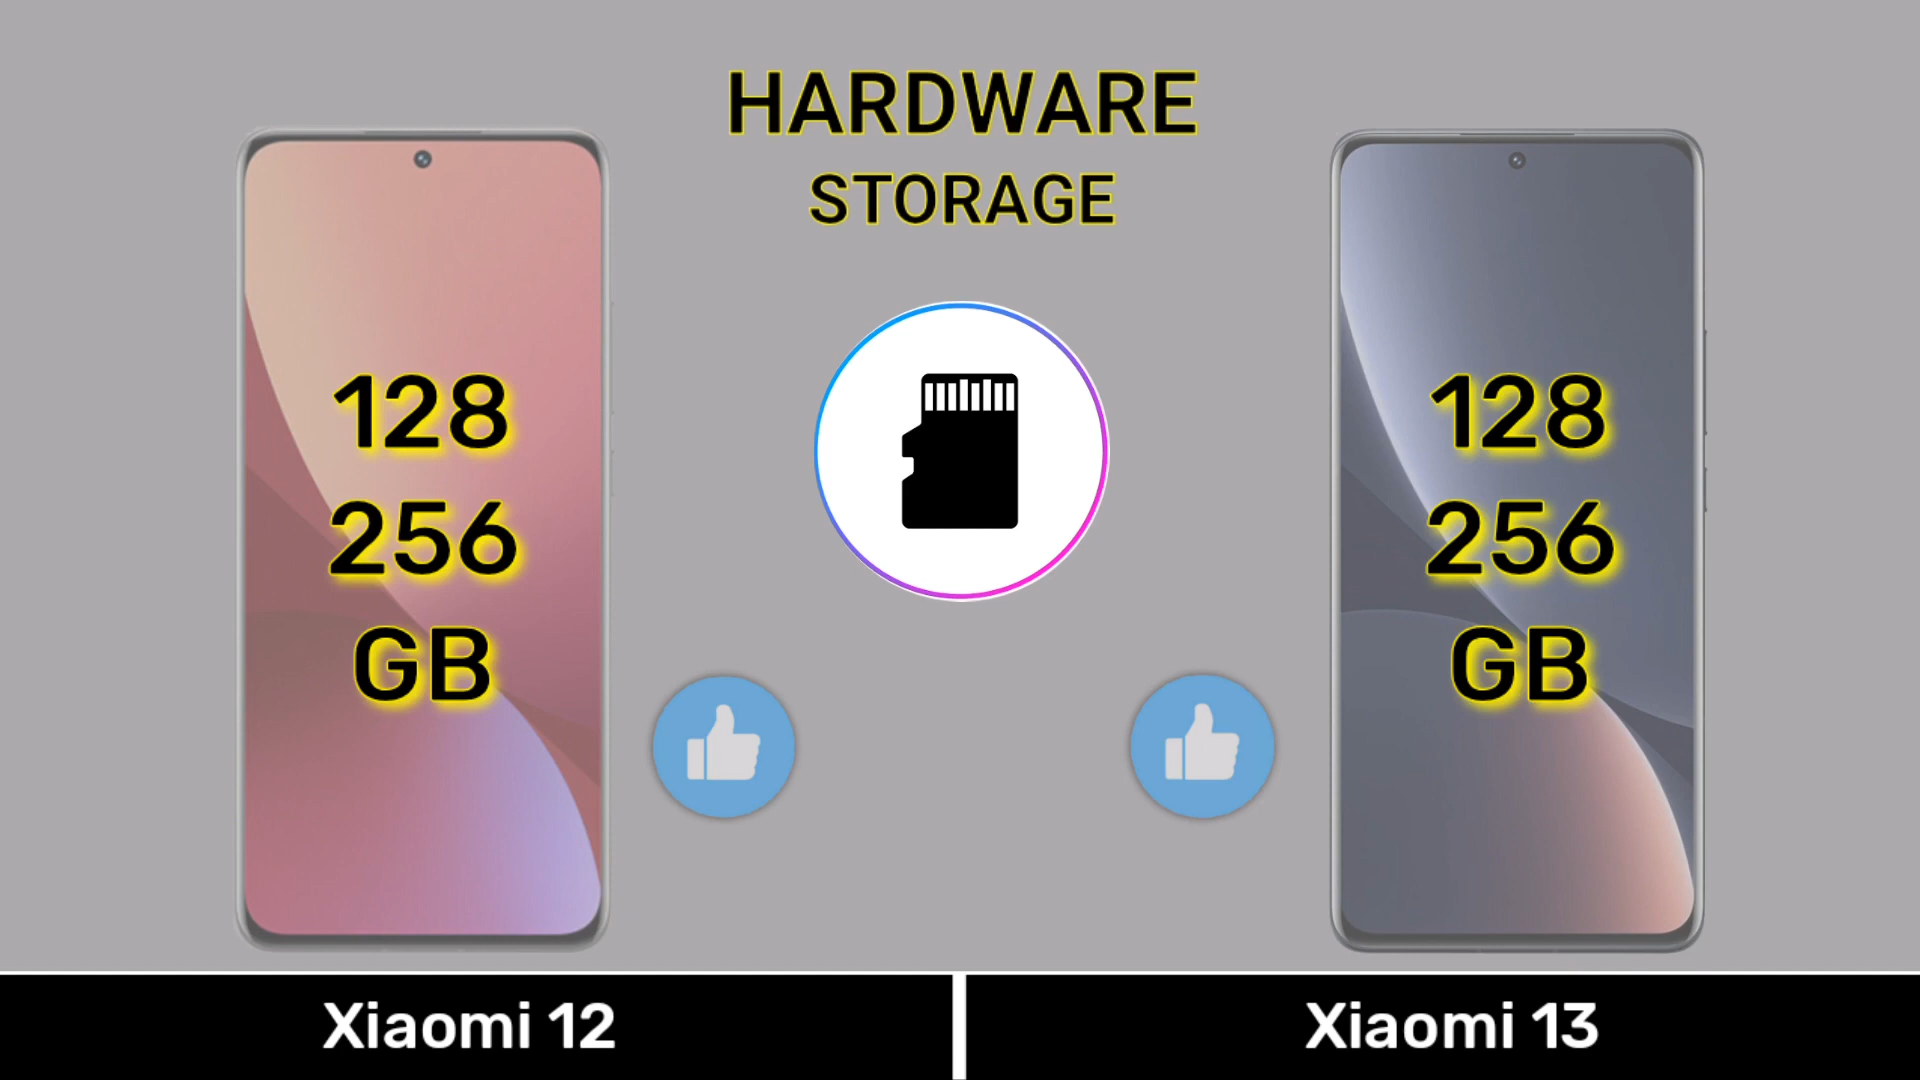 HARDWARE
STORAGE
128
256
GB
128
256
GB
Xiaomi 12
Xiaomi 13